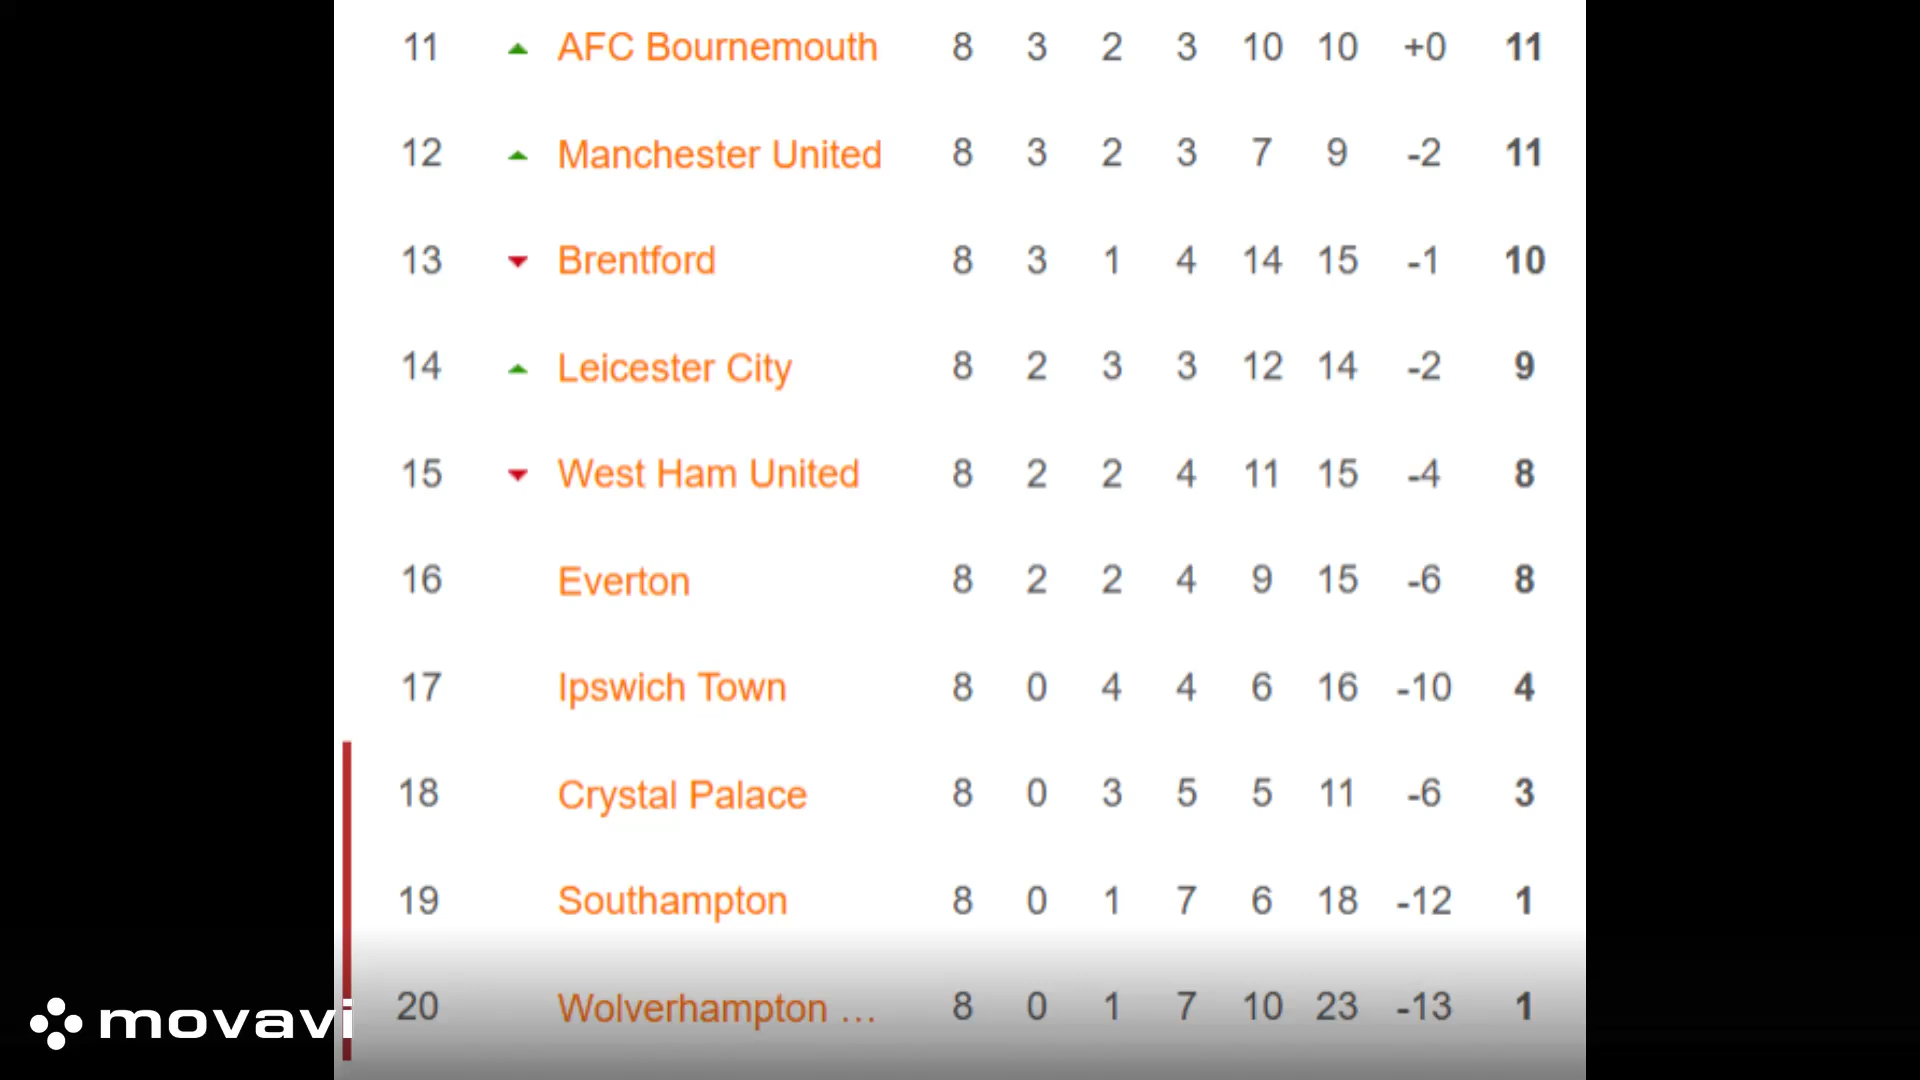 11 AFC Bournemouth 8 3 2 3 10 10 +0 11
12 Manchester United 8 3 2 3 7 9 -2 11
13 Brentford 8 3 1 4 14 15 -1 10
14 Leicester City 8 2 3 3 12 14 -2 9
15 West Ham United 8 2 2 4 11 15 -4 8
16 Everton 8 2 2 4 9 15 -6 8
17 Ipswich Town 8 0 4 4 6 16 -10 4
18 Crystal Palace 8 0 3 5 5 11 -6 3
19 Southampton 8 0 1 7 6 18 -12 1
20 Wolverhampton ... 8 0 1 7 10 23 -13 1
movavi